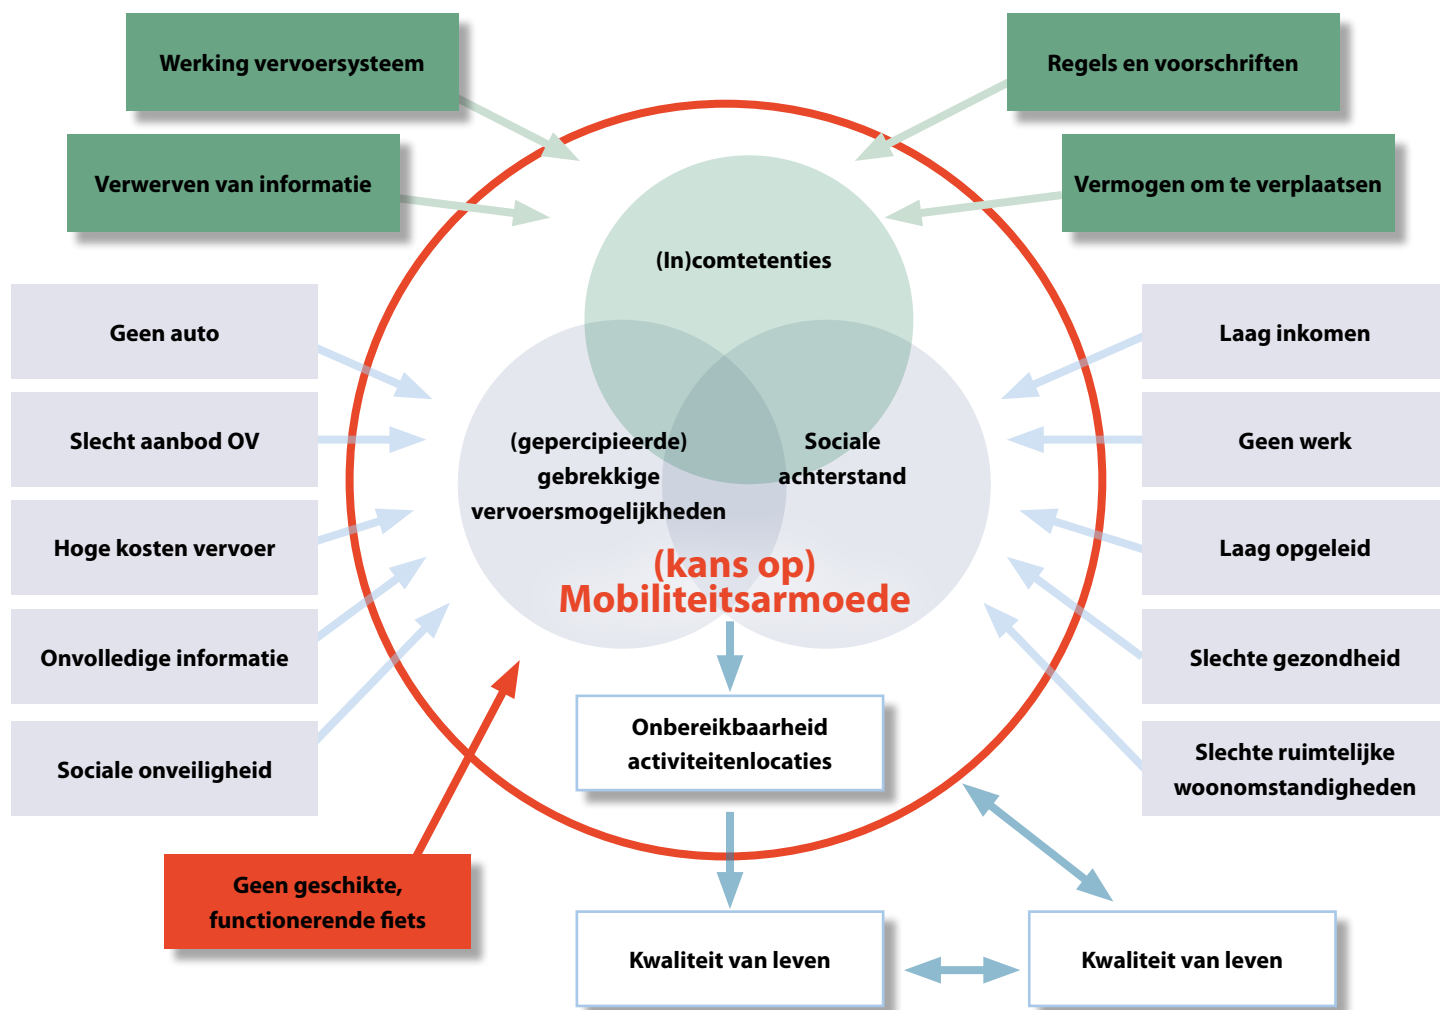 Werking vervoersysteem
Regels en voorschriften
Verwerven van informatie
Vermogen om te verplaatsen
(In)comtetenties
Geen auto
Slecht aanbod OV
Hoge kosten vervoer
Onvolledige informatie
Sociale onveiligheid
(gepercipieerde)
gebrekkige
vervoersmogelijkheden
Sociale
achterstand
Laag inkomen
Geen werk
Laag opgeleid
Slechte gezondheid
Slechte ruimtelijke
woonomstandigheden
(kans op)
Mobiliteitsarmoede
Onbereikbaarheid
activiteitenlocaties
Geen geschikte,
functionerende fiets
Kwaliteit van leven
Kwaliteit van leven